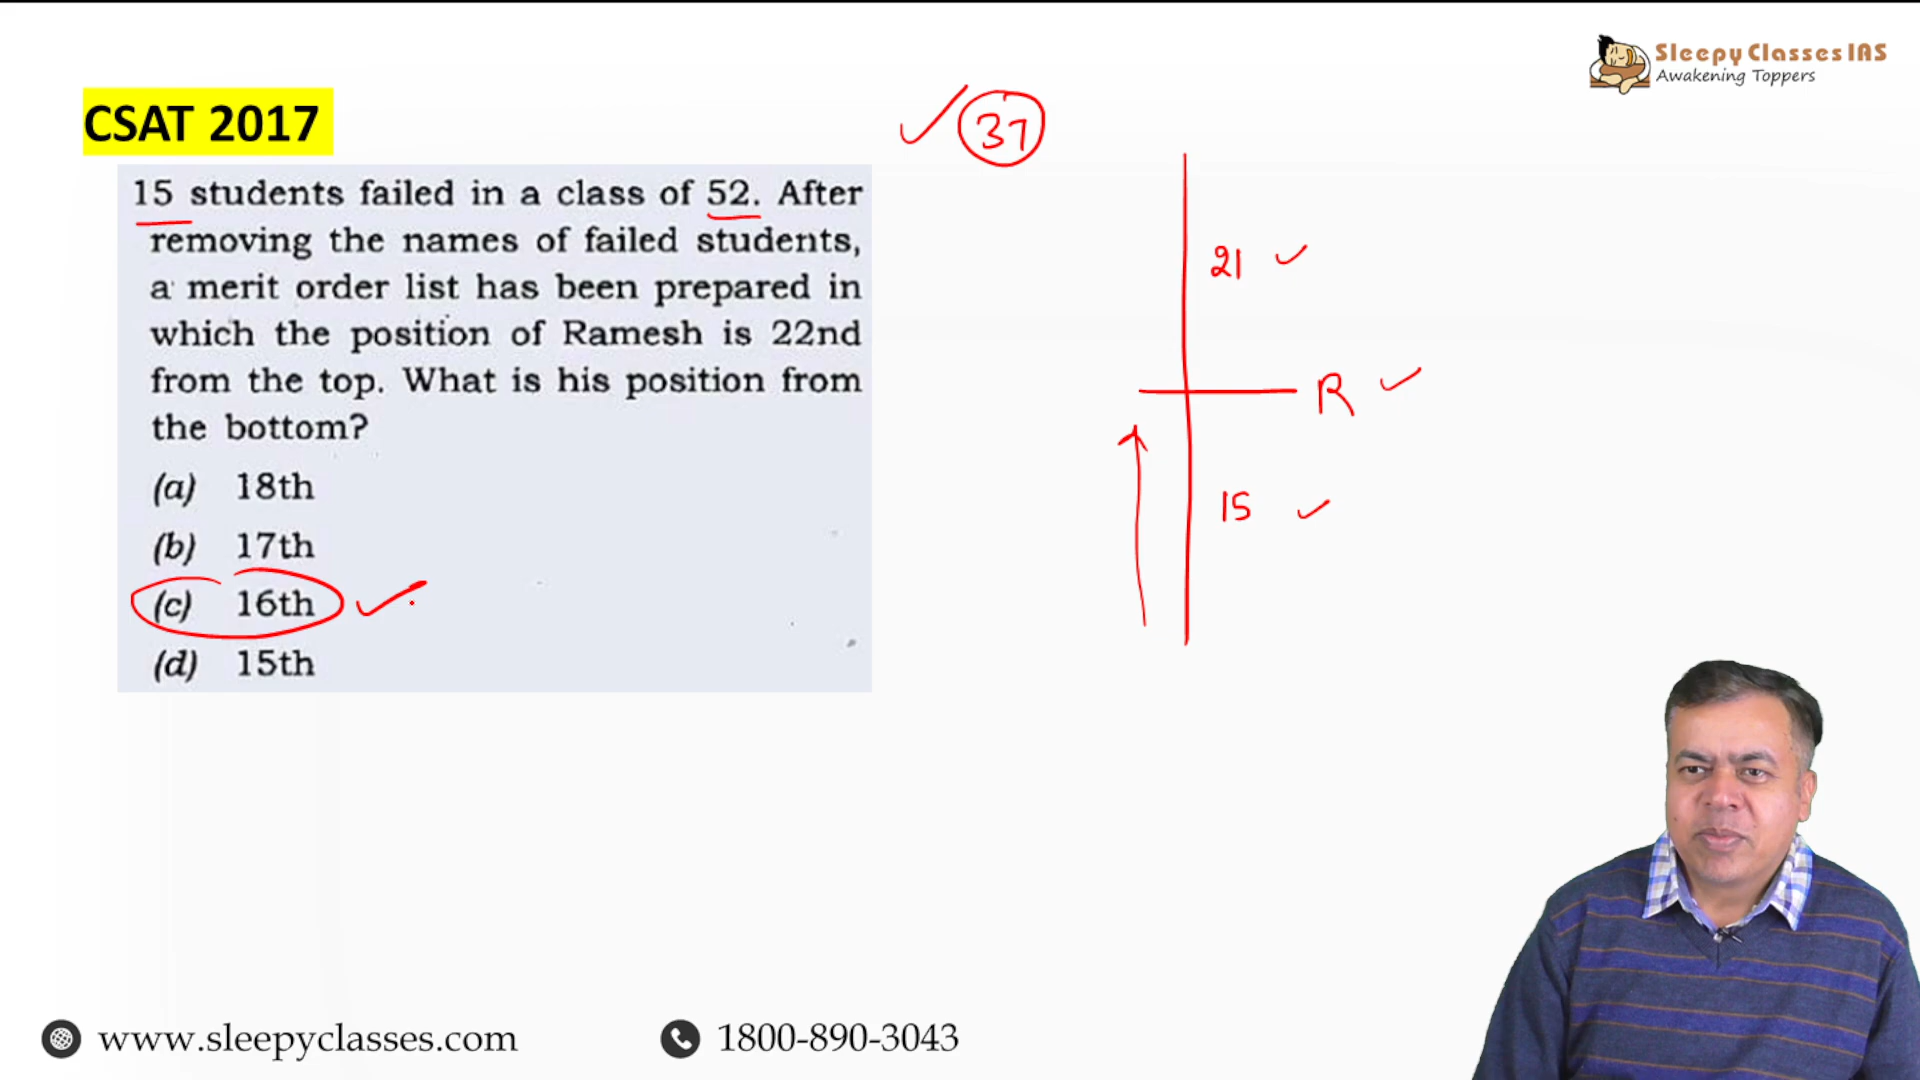 Sleepy Classes IAS
Awakening Toppers
CSAT 2017
37
15 students failed in a class of 52. After
removing the names of failed students,
a merit order list has been prepared in
which the position of Ramesh is 22nd
from the top. What is his position from
the bottom?
(a) 18th
(b) 17th
(c) 16th
(d) 15th
21
R
15
www.sleepyclasses.com
1800-890-3043